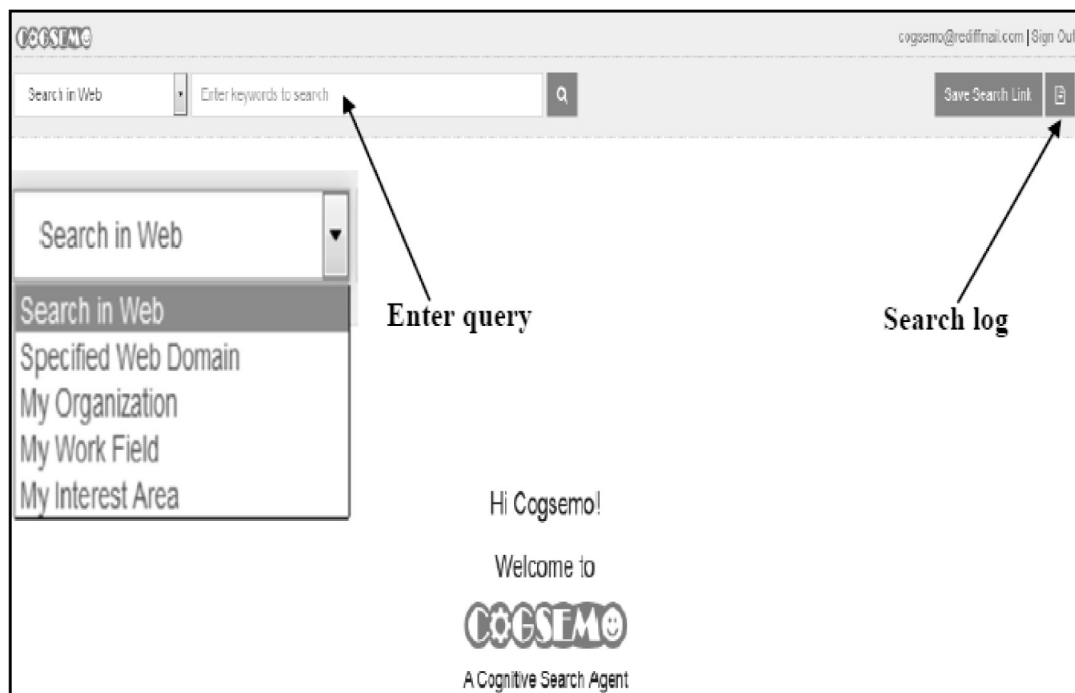 COGSEMO
cogsemo@rediffmail.com | Sign Out
Search in Web
Enter keywords to search
Save Search Link
Search in Web
Search in Web
Specified Web Domain
My Organization
My Work Field
My Interest Area
Enter query
Search log
Hi Cogsemo!
Welcome to
COGSEMO
A Cognitive Search Agent